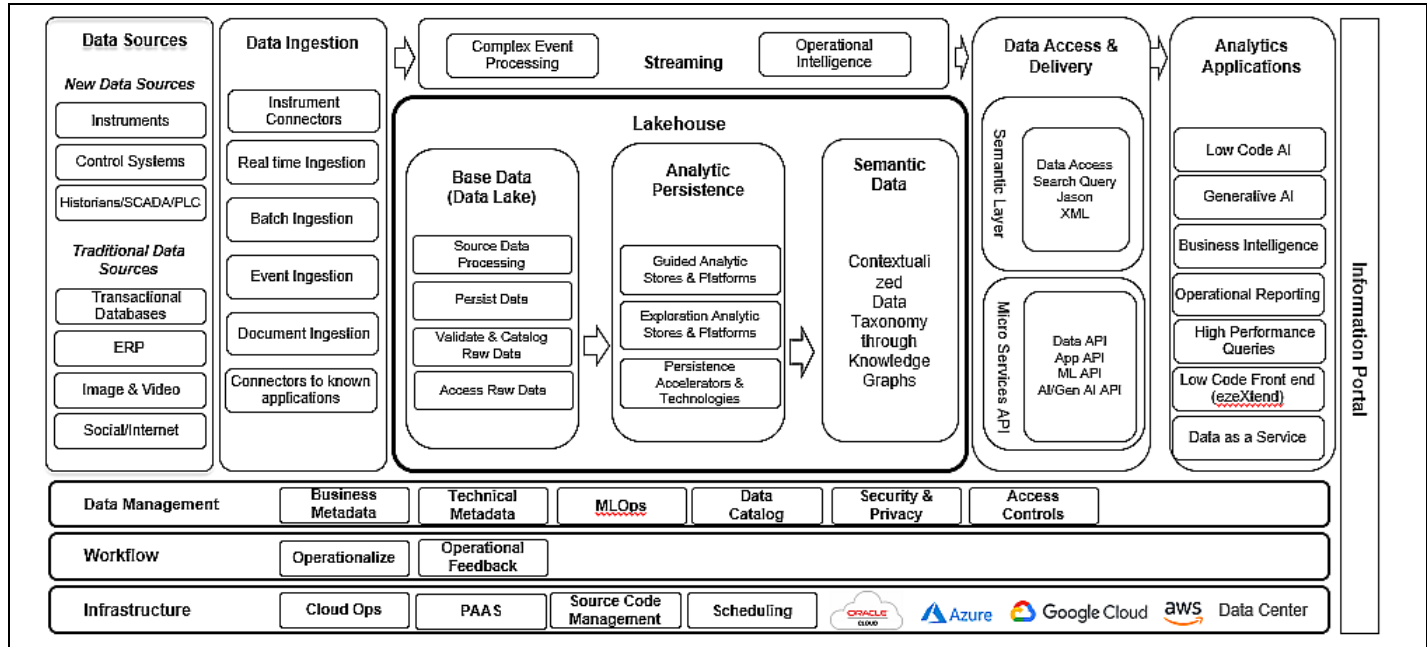 Data Sources
New Data Sources
Instruments
Control Systems
Historians/SCADA/PLC
Traditional Data
Sources
Transactional
Databases
ERP
Image & Video
Social/Internet
Data Ingestion
Instrument
Connectors
Real time Ingestion
Batch Ingestion
Event Ingestion
Document Ingestion
Connectors to known
applications
Complex Event
Processing
Streaming
Operational
Intelligence
Lakehouse
Base Data
(Data Lake)
Source Data
Processing
Persist Data
Validate & Catalog
Raw Data
Access Raw Data
Analytic
Persistence
Guided Analytic
Stores & Platforms
Exploration Analytic
Stores & Platforms
Persistence
Accelerators &
Technologies
Semantic
Data
Contextuali
zed
Data
Taxonomy
through
Knowledge
Graphs
Data Access &
Delivery
Semantic Layer
Data Access
Search Query
Jason
XML
Micro Services API
Data API
App API
ML API
AI/Gen AI API
Analytics
Applications
Low Code AI
Generative AI
Business Intelligence
Operational Reporting
High Performance
Queries
Low Code Front end
(ezeXtend)
Data as a Service
Information Portal
Data Management
Business
Metadata
Technical
Metadata
MLOps
Data
Catalog
Security &
Privacy
Access
Controls
Workflow
Operationalize
Operational
Feedback
Infrastructure
Cloud Ops
PAAS
Source Code
Management
Scheduling
ORACLE
CLOUD
Azure
Google Cloud
aws
Data Center